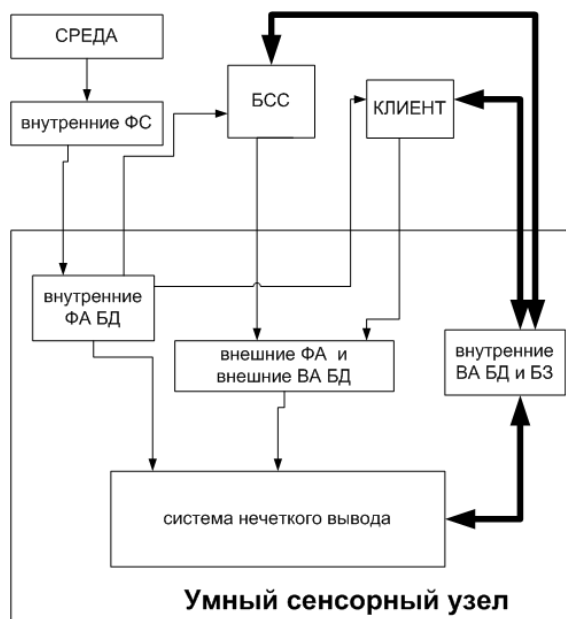 СРЕДА
БСС
КЛИЕНТ
внутренние ФС
внутренние
ФА БД
внешние ФА и
внешние ВА БД
внутренние
ВА БД и БЗ
система нечеткого вывода
Умный сенсорный узел